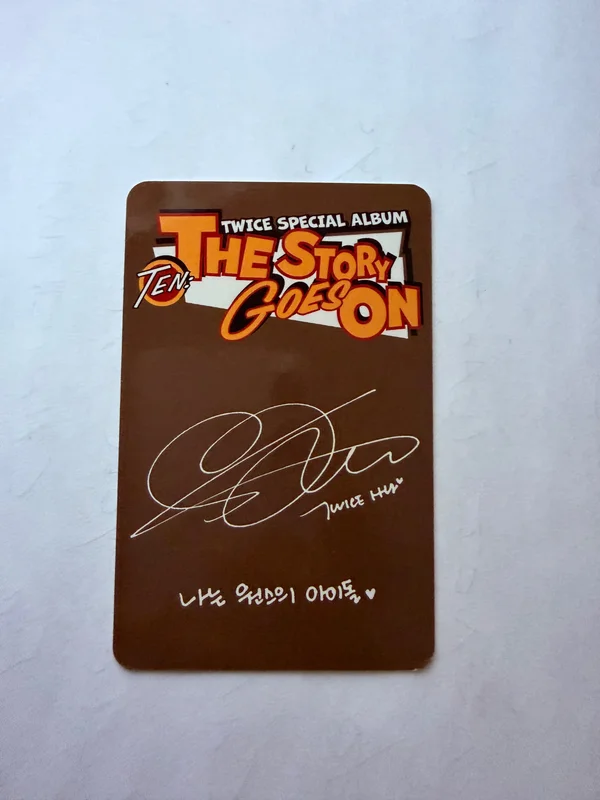 TWICE SPECIAL ALBUM
TEN: THE STORY
GOES ON
TWICE
나는 원스의 아이돌 ♥